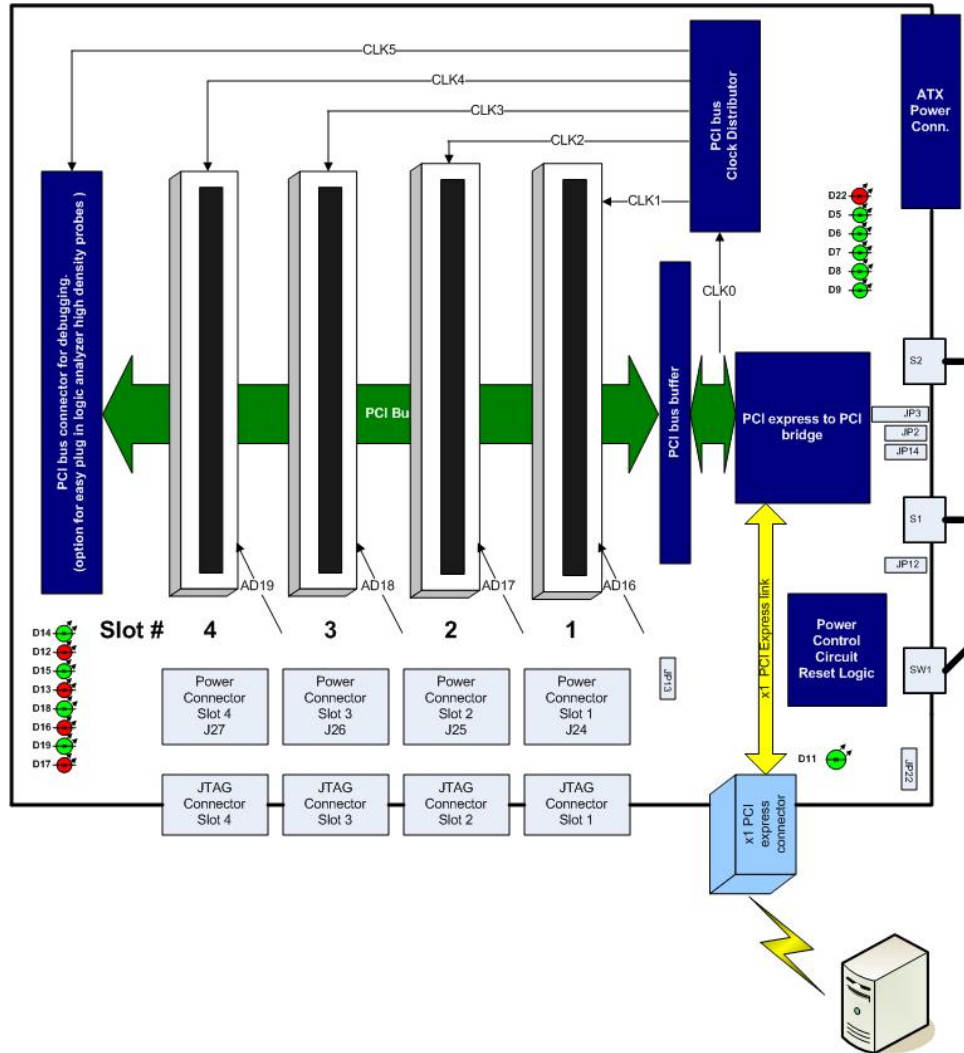 CLK5
CLK4
CLK3
CLK2
CLK1
CLK0
PCI bus
Clock Distributor
ATX
Power
Conn.
D22
D5
D6
D7
D8
D9
PCI bus connector for debugging.
(option for easy plug in logic analyzer high density probes )
PCI Bu
PCI bus buffer
PCI express to PCI
bridge
S2
JP3
JP2
JP14
S1
JP12
AD19
AD18
AD17
AD16
Slot #
4
3
2
1
x1 PCI Express link
Power
Control
Circuit
Reset Logic
SW1
D14
D12
D15
D13
D18
D16
D19
D17
Power
Connector
Slot 4
J27
Power
Connector
Slot 3
J26
Power
Connector
Slot 2
J25
Power
Connector
Slot 1
J24
JP13
D11
JP22
JTAG
Connector
Slot 4
JTAG
Connector
Slot 3
JTAG
Connector
Slot 2
JTAG
Connector
Slot 1
x1 PCI
express
connector